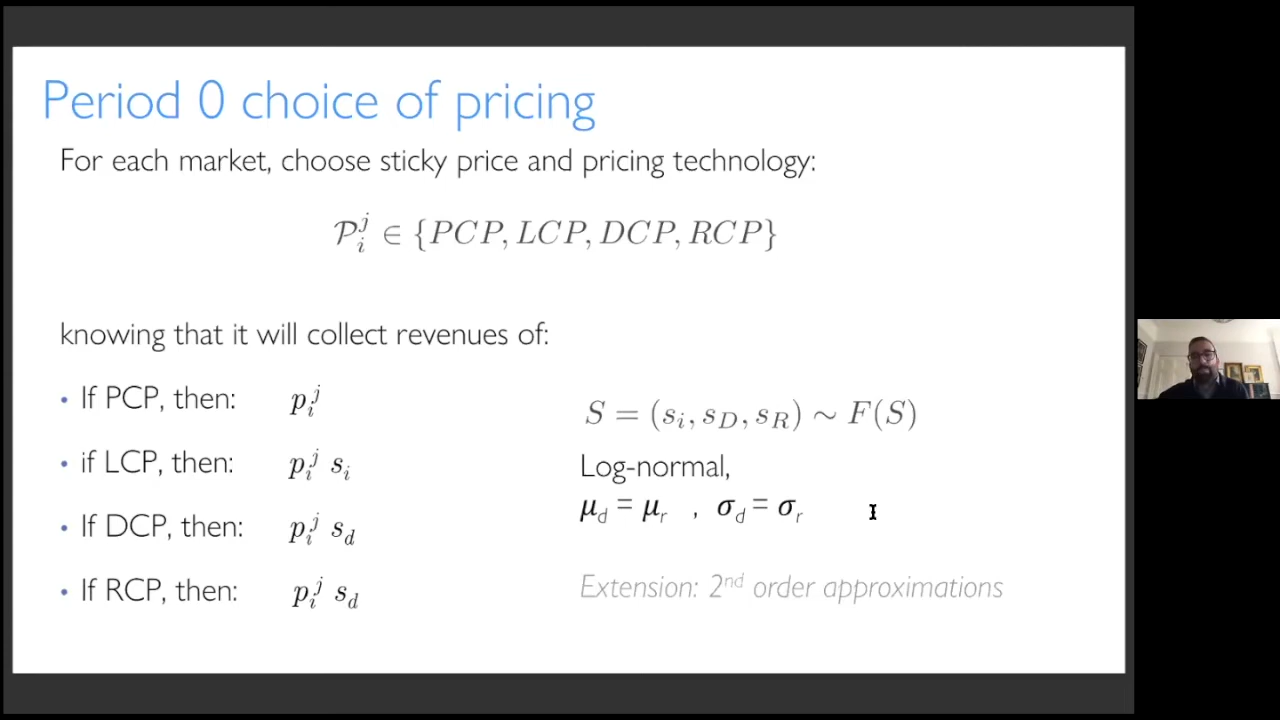 Period 0 choice of pricing
For each market, choose sticky price and pricing technology:
𝒫ᵢʲ ∈ {PCP, LCP, DCP, RCP}
knowing that it will collect revenues of:
• If PCP, then: pᵢʲ
• if LCP, then: pᵢʲ sᵢ
• If DCP, then: pᵢʲ s_d
• If RCP, then: pᵢʲ s_d
S = (sᵢ, s_D, s_R) ∼ F(S)
Log-normal,
μ_d = μ_r , σ_d = σ_r
Extension: 2nd order approximations